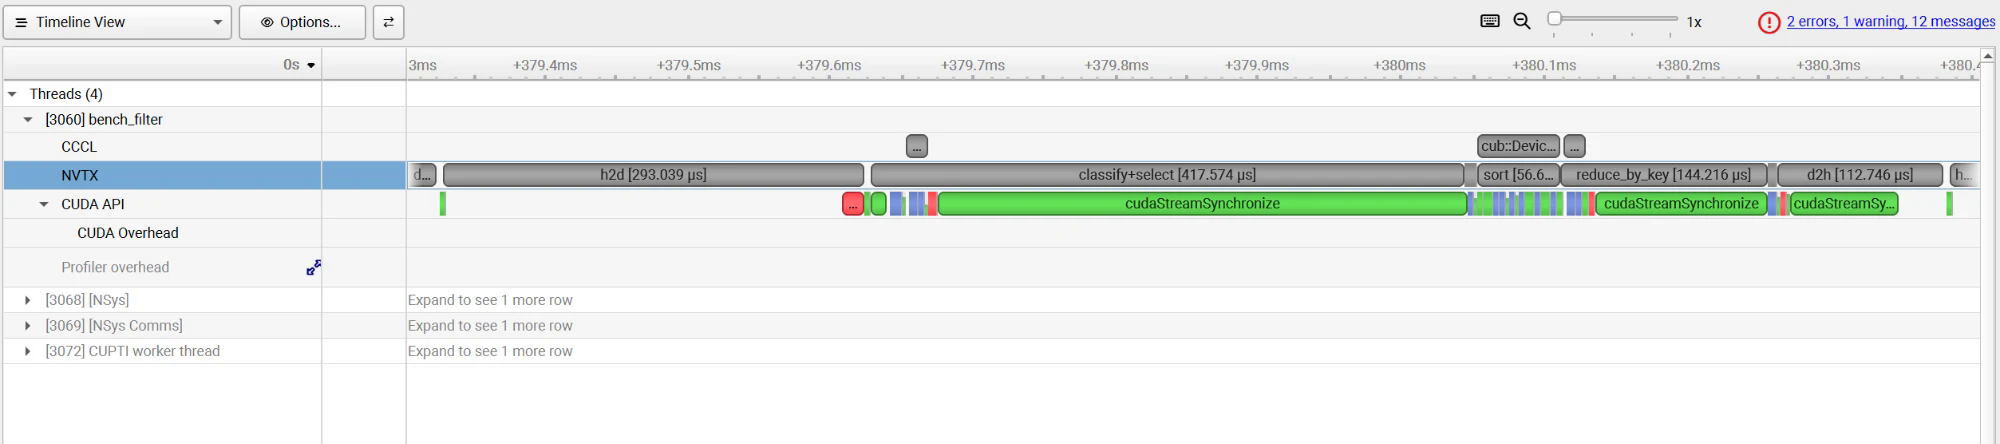 Timeline View Options... 1x 2 errors, 1 warning, 12 messages
0s 3ms +379.4ms +379.5ms +379.6ms +379.7ms +379.8ms +379.9ms +380ms +380.1ms +380.2ms +380.3ms +380.4
Threads (4)
[3060] bench_filter
CCCL ... cub::Devic... ...
NVTX d... h2d [293.039 µs] classify+select [417.574 µs] sort [56.6... reduce_by_key [144.216 µs] d2h [112.746 µs] h...
CUDA API ... cudaStreamSynchronize cudaStreamSynchronize cudaStreamSy...
CUDA Overhead
Profiler overhead
[3068] [NSys] Expand to see 1 more row
[3069] [NSys Comms] Expand to see 1 more row
[3072] CUPTI worker thread Expand to see 1 more row